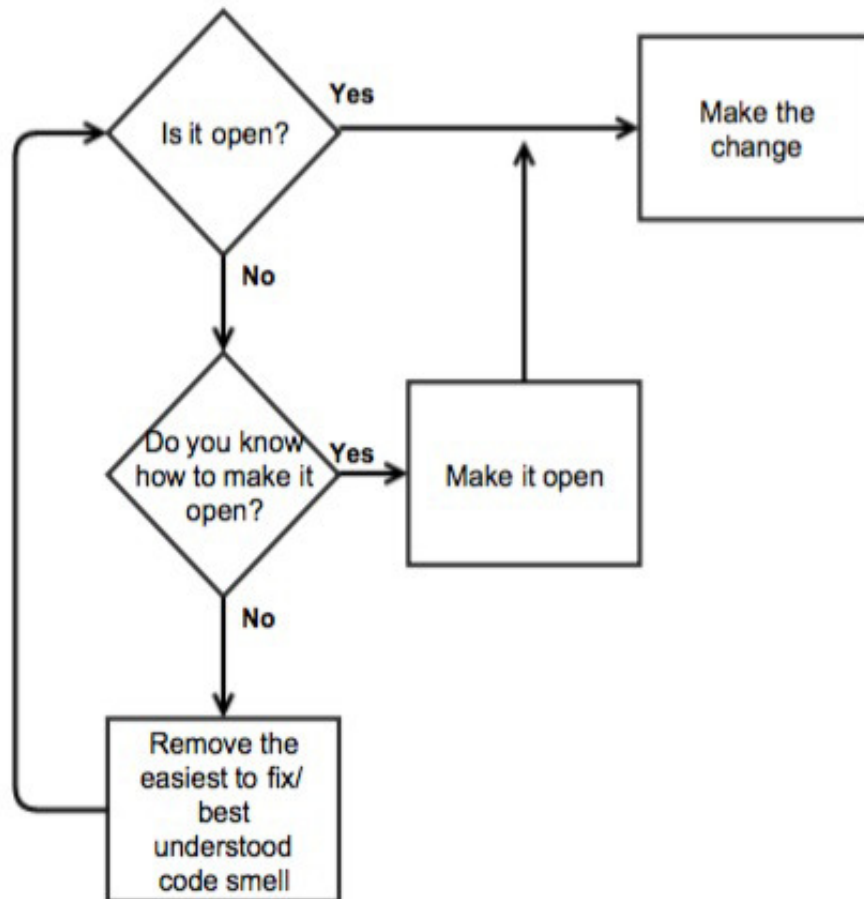 Is it open?
Yes
Make the
change
No
Do you know
how to make it
open?
Yes
Make it open
No
Remove the
easiest to fix/
best
understood
code smell